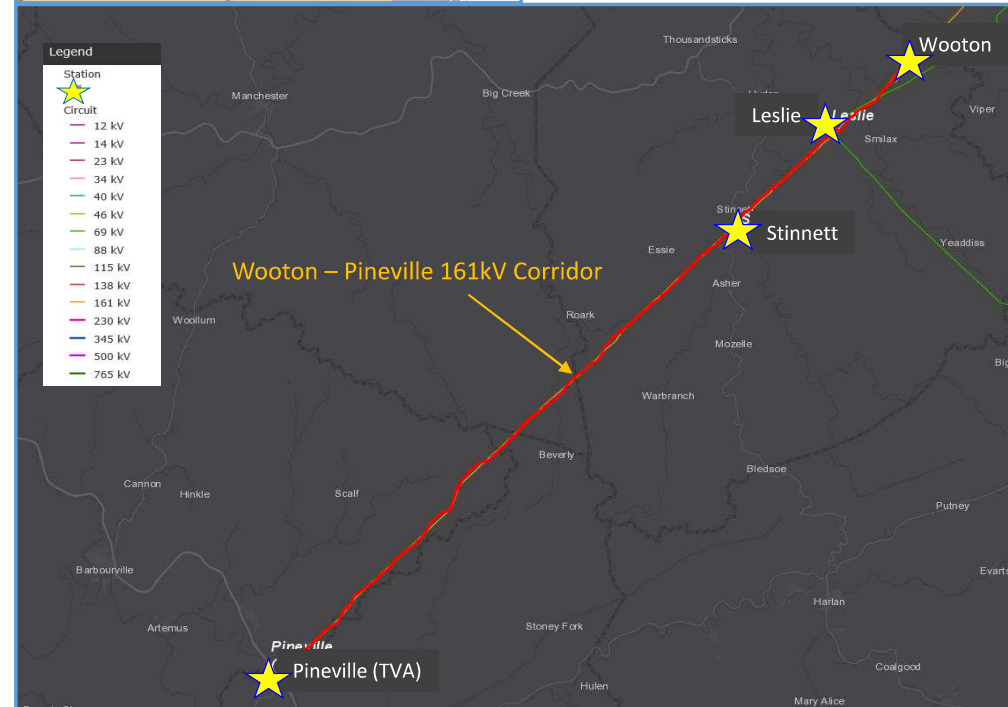 Legend
Station
Circuit
12 kV
14 kV
23 kV
34 kV
40 kV
46 kV
69 kV
88 kV
115 kV
138 kV
161 kV
230 kV
345 kV
500 kV
765 kV
Wooton
Thousandsticks
Big Creek
Manchester
Viper
Leslie
Leslie
Smilax
Stinnett
Yeaddiss
Essie
Wooton – Pineville 161kV Corridor
Asher
Roark
Woollum
Mozelle
Warbranch
Beverly
Bledsoe
Cannon
Hinkle
Scalf
Putney
Barbourville
Evarts
Harlan
Artemus
Stoney Fork
Pineville
Pineville (TVA)
Coalgood
Hulen
Mary Alice